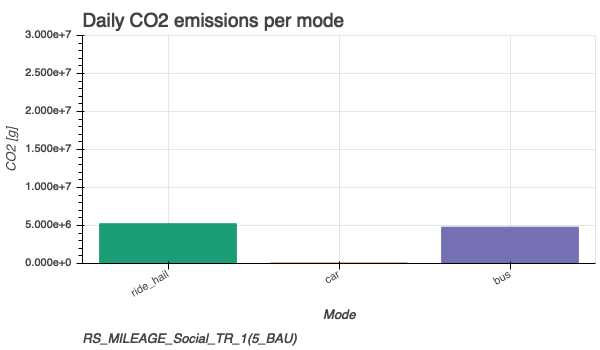 Daily CO2 emissions per mode
3.000e+7
2.500e+7
2.000e+7
1.500e+7
1.000e+7
5.000e+6
0.000e+0
CO2 [g]
ride_hail
car
bus
Mode
RS_MILEAGE_Social_TR_1(5_BAU)